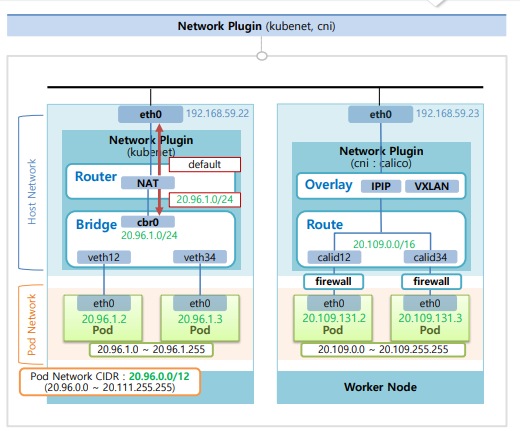 Network Plugin (kubenet, cni)
eth0
192.168.59.22
eth0
192.168.59.23
Host Network
Network Plugin
(kubenet)
default
Router
NAT
20.96.1.0/24
Bridge
cbr0
20.96.1.0/24
veth12
veth34
Network Plugin
(cni : calico)
Overlay
IPIP
VXLAN
Route
20.109.0.0/16
calid12
calid34
firewall
firewall
Pod Network
eth0
20.96.1.2
Pod
eth0
20.96.1.3
Pod
20.96.1.0 ~ 20.96.1.255
eth0
20.109.131.2
Pod
eth0
20.109.131.3
Pod
20.109.0.0 ~ 20.109.255.255
Pod Network CIDR : 20.96.0.0/12
(20.96.0.0 ~ 20.111.255.255)
Worker Node